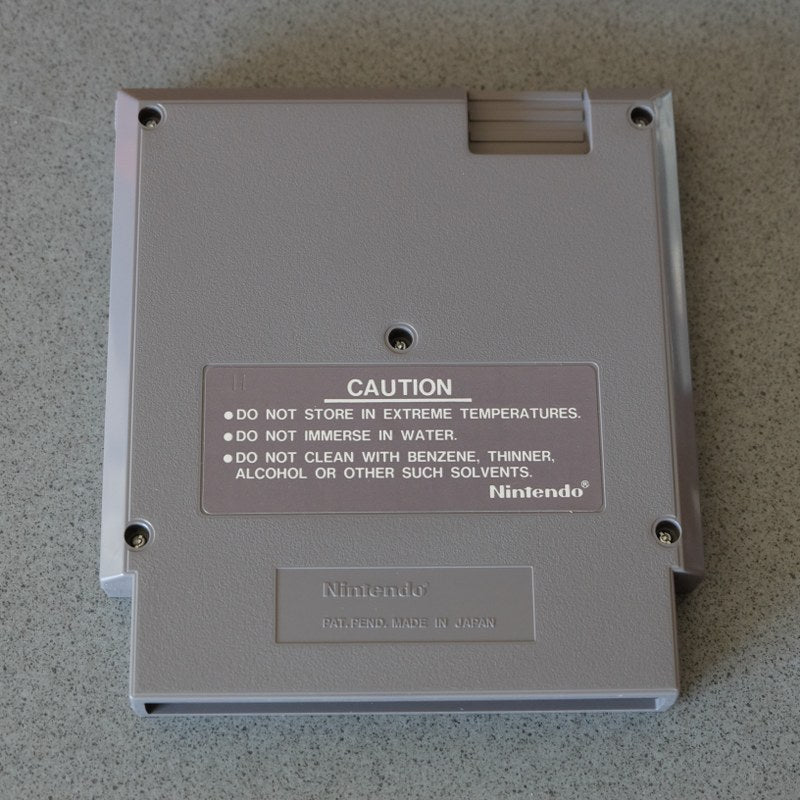 CAUTION
●DO NOT STORE IN EXTREME TEMPERATURES.
●DO NOT IMMERSE IN WATER.
●DO NOT CLEAN WITH BENZENE, THINNER,
ALCOHOL OR OTHER SUCH SOLVENTS.
Nintendo®
Nintendo®
PAT. PEND. MADE IN JAPAN